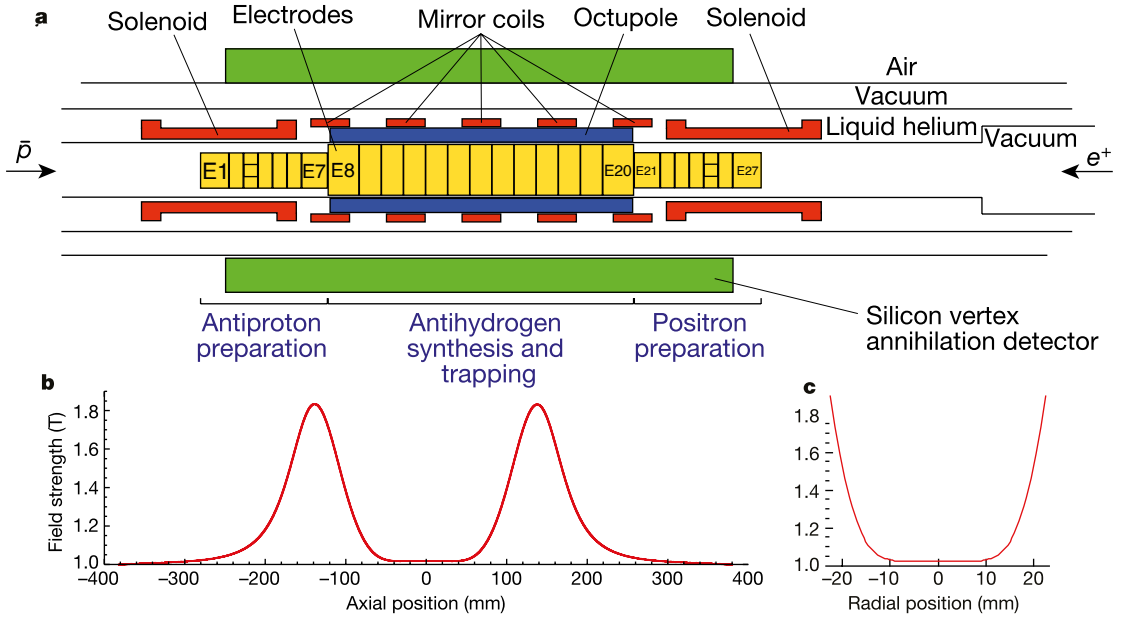 a
Solenoid
Electrodes
Mirror coils
Octupole
Solenoid
Air
Vacuum
Liquid helium
Vacuum
p̄
E1
E7
E8
E20
E21
E27
e⁺
Antiproton
preparation
Antihydrogen
synthesis and
trapping
Positron
preparation
Silicon vertex
annihilation detector
b
Field strength (T)
1.8
1.6
1.4
1.2
1.0
−400 −300 −200 −100 0 100 200 300 400
Axial position (mm)
c
1.8
1.6
1.4
1.2
1.0
−20 −10 0 10 20
Radial position (mm)